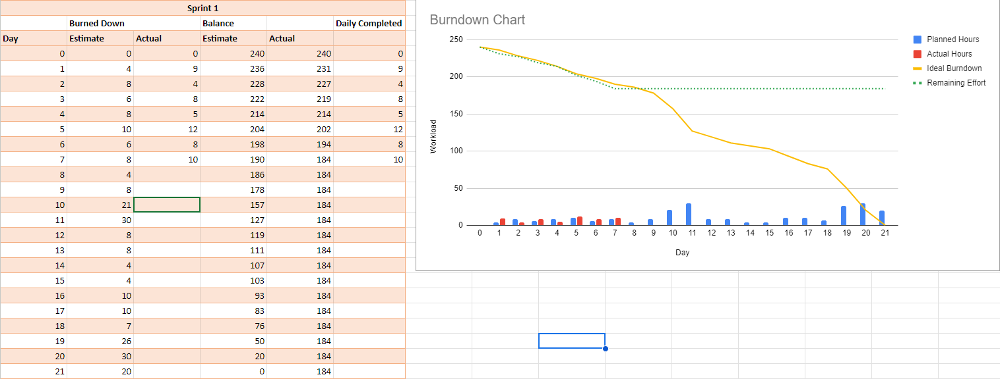 Sprint 1
Burned Down Balance Daily Completed
Day Estimate Actual Estimate Actual
0 0 0 240 240 0
1 4 9 236 231 9
2 8 4 228 227 4
3 6 8 222 219 8
4 8 5 214 214 5
5 10 12 204 202 12
6 6 8 198 194 8
7 8 10 190 184 10
8 4 186 184
9 8 178 184
10 21 157 184
11 30 127 184
12 8 119 184
13 8 111 184
14 4 107 184
15 4 103 184
16 10 93 184
17 10 83 184
18 7 76 184
19 26 50 184
20 30 20 184
21 20 0 184
Burndown Chart
250
200
150
100
50
0
Workload
0 1 2 3 4 5 6 7 8 9 10 11 12 13 14 15 16 17 18 19 20 21
Day
Planned Hours
Actual Hours
Ideal Burndown
Remaining Effort